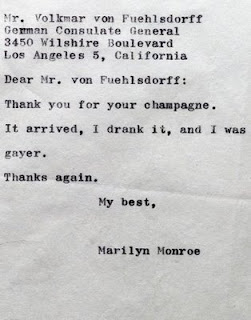 Mr. Volkmar von Fuehlsdorff
German Consulate General
3450 Wilshire Boulevard
Los Angeles 5, California
Dear Mr. von Fuehlsdorff:
Thank you for your champagne.
It arrived, I drank it, and I was
gayer.
Thanks again.
My best,
Marilyn Monroe